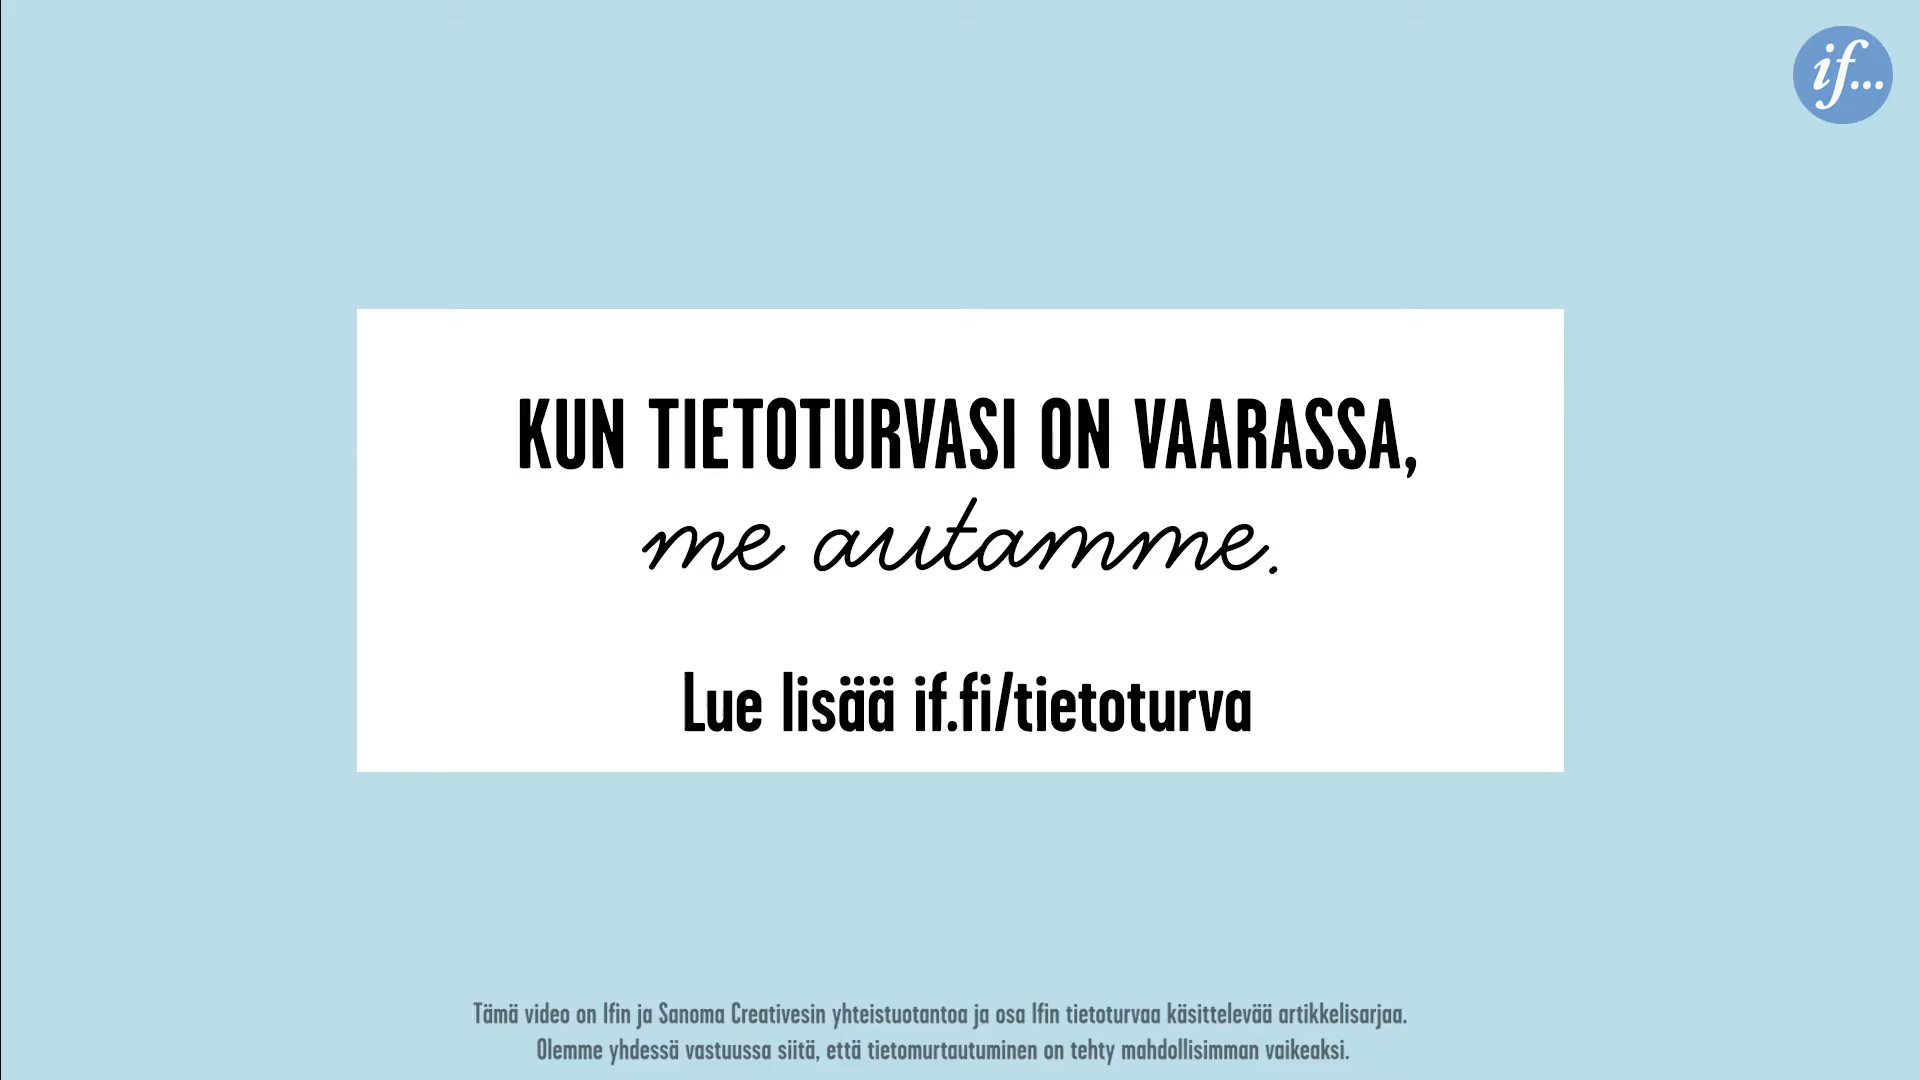 if...
KUN TIETOTURVASI ON VAARASSA,
me autamme.
Lue lisää if.fi/tietoturva
Tämä video on Ifin ja Sanoma Creativesin yhteistuotantoa ja osa Ifin tietoturvaa käsittelevää artikkelisarjaa.
Olemme yhdessä vastuussa siitä, että tietomurtautuminen on tehty mahdollisimman vaikeaksi.